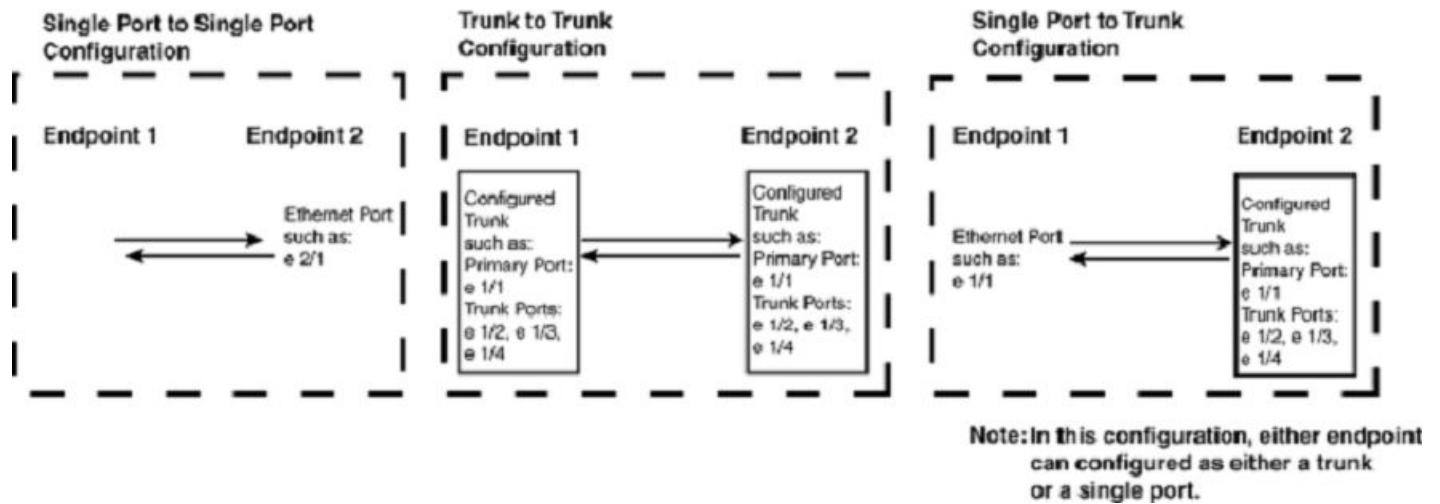 Single Port to Single Port
Configuration
Endpoint 1
Endpoint 2
Ethernet Port
such as:
e 2/1
Trunk to Trunk
Configuration
Endpoint 1
Endpoint 2
Configured
Trunk
such as:
Primary Port:
e 1/1
Trunk Ports:
e 1/2, e 1/3,
e 1/4
Configured
Trunk
such as:
Primary Port:
e 1/1
Trunk Ports:
e 1/2, e 1/3,
e 1/4
Single Port to Trunk
Configuration
Endpoint 1
Endpoint 2
Ethernet Port
such as:
e 1/1
Configured
Trunk
such as:
Primary Port:
e 1/1
Trunk Ports:
e 1/2, e 1/3,
e 1/4
Note: In this configuration, either endpoint
can configured as either a trunk
or a single port.